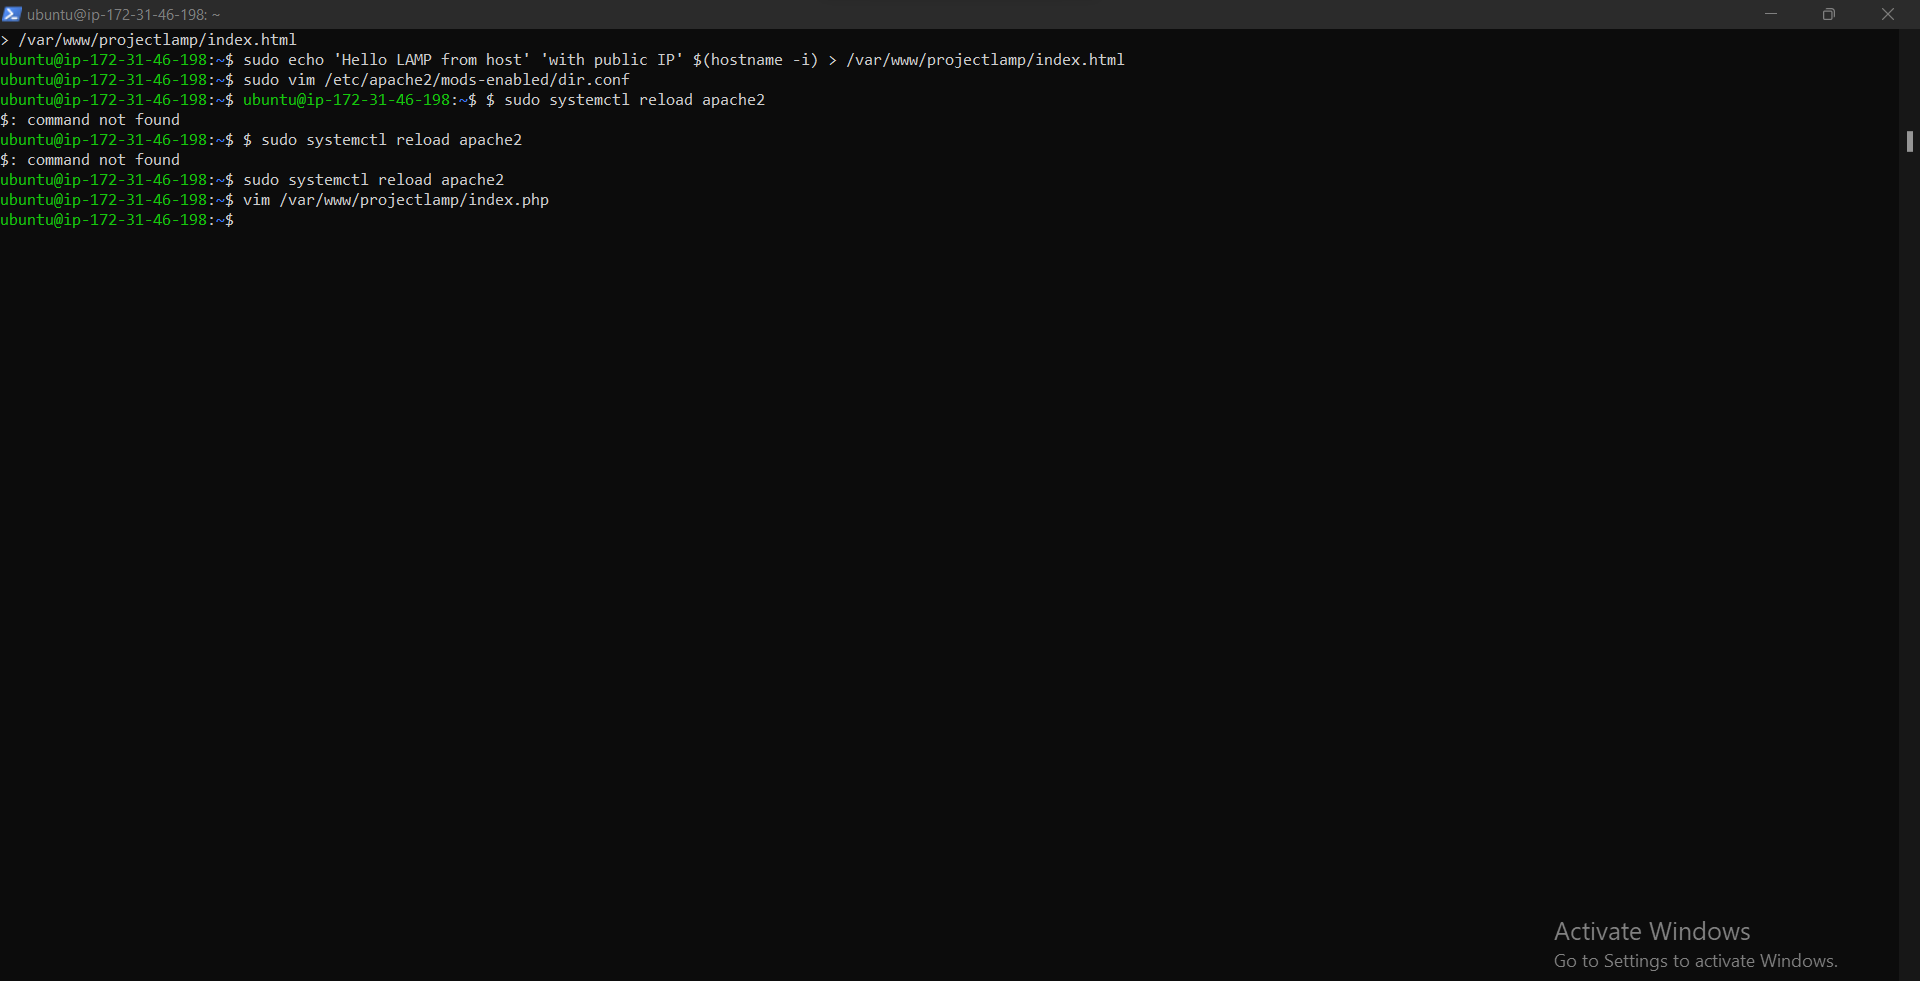 ubuntu@ip-172-31-46-198: ~
> /var/www/projectlamp/index.html
ubuntu@ip-172-31-46-198:~$ sudo echo 'Hello LAMP from host' 'with public IP' $(hostname -i) > /var/www/projectlamp/index.html
ubuntu@ip-172-31-46-198:~$ sudo vim /etc/apache2/mods-enabled/dir.conf
ubuntu@ip-172-31-46-198:~$ ubuntu@ip-172-31-46-198:~$ $ sudo systemctl reload apache2
$: command not found
ubuntu@ip-172-31-46-198:~$ $ sudo systemctl reload apache2
$: command not found
ubuntu@ip-172-31-46-198:~$ sudo systemctl reload apache2
ubuntu@ip-172-31-46-198:~$ vim /var/www/projectlamp/index.php
ubuntu@ip-172-31-46-198:~$
Activate Windows
Go to Settings to activate Windows.